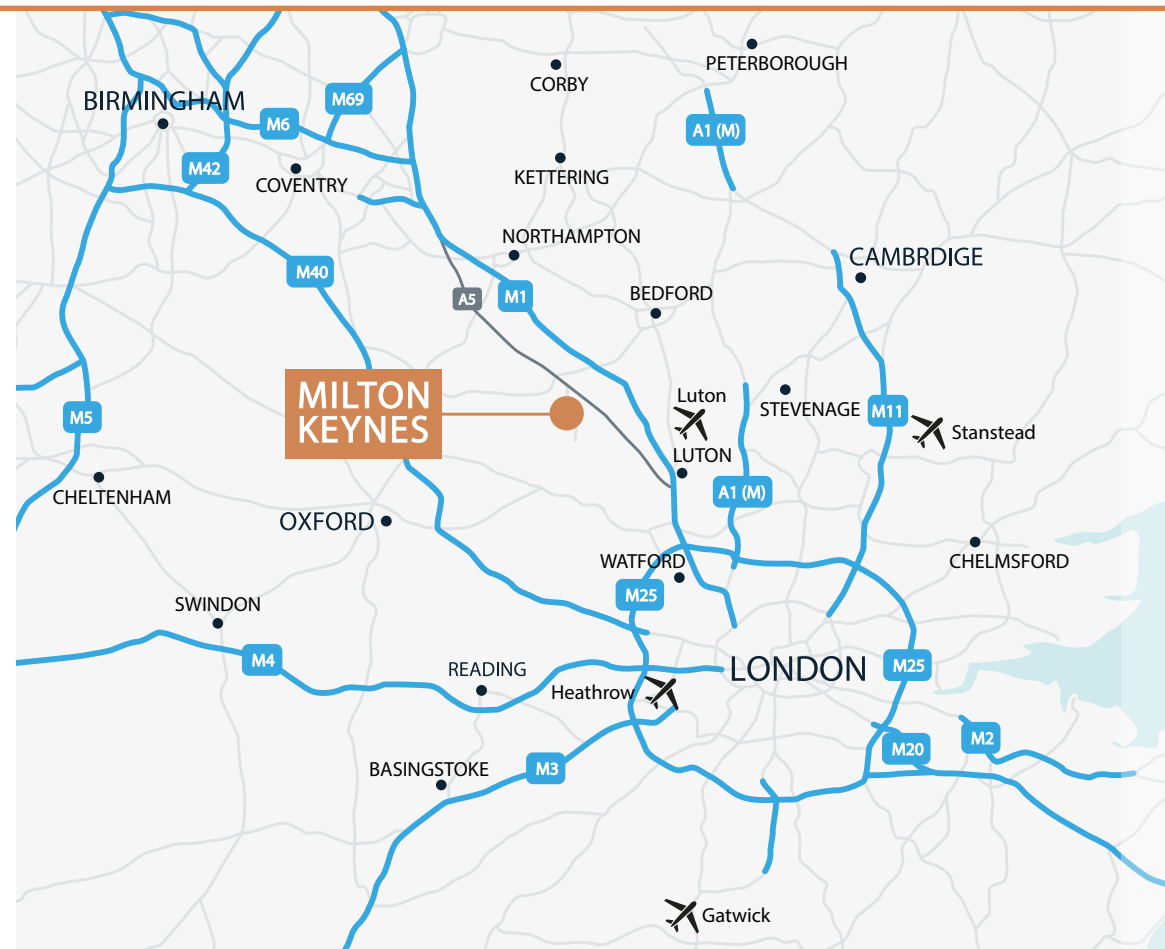 PETERBOROUGH
CORBY
BIRMINGHAM
M69
M6
A1 (M)
M42
COVENTRY
KETTERING
NORTHAMPTON
CAMBRDIGE
M40
A5
M1
BEDFORD
MILTON
KEYNES
Luton
STEVENAGE
M11
M5
Stanstead
LUTON
CHELTENHAM
A1 (M)
OXFORD
WATFORD
CHELMSFORD
M25
SWINDON
M4
READING
LONDON
M25
Heathrow
M20
M2
BASINGSTOKE
M3
Gatwick